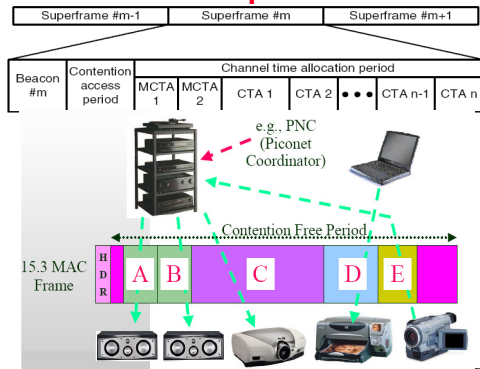 Superframe #m-1 Superframe #m Superframe #m+1
Channel time allocation period
Beacon #m Contention access period MCTA 1 MCTA 2 CTA 1 CTA 2 ••• CTA n-1 CTA n
e.g., PNC
(Piconet
Coordinator)
Contention Free Period
15.3 MAC
Frame
H
D
R
A B C D E